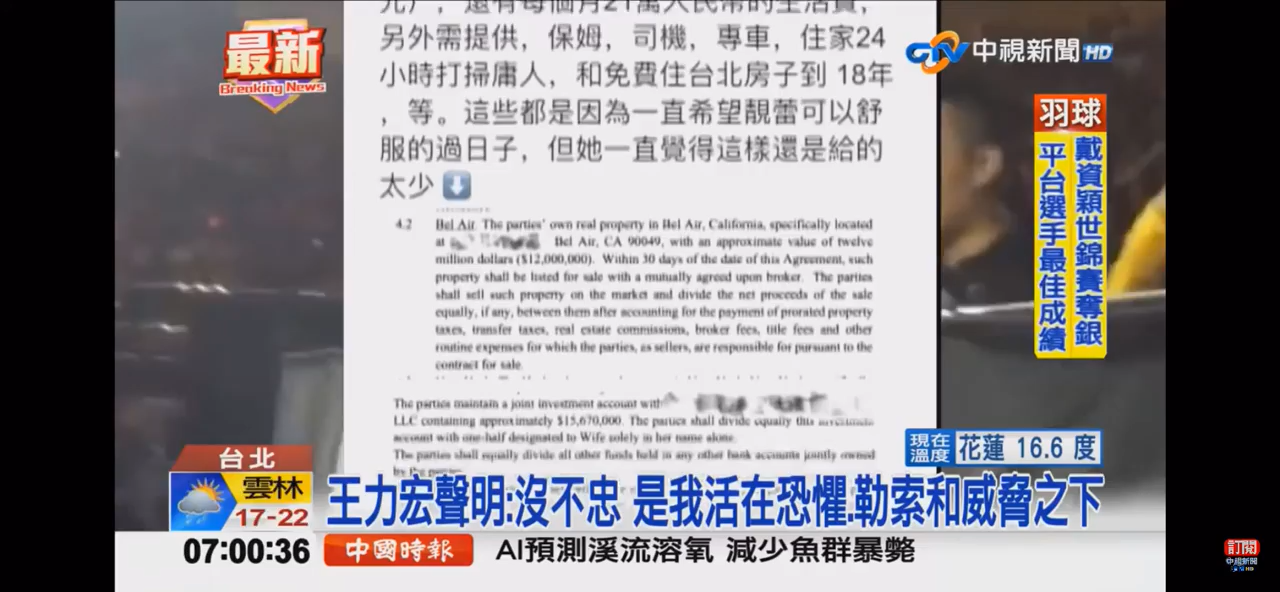 最新
Breaking News
中視新聞HD
元），還有每個月21萬人民幣的生活費，
另外需提供，保姆，司機，專車，住家24
小時打掃庸人，和免費住台北房子到 18年
，等。這些都是因為一直希望靚蕾可以舒
服的過日子，但她一直覺得這樣還是給的
太少
4.2 Bel Air. The parties' own real property in Bel Air, California, specifically located
at Bel Air, CA 90049, with an approximate value of twelve
million dollars ($12,000,000). Within 30 days of the date of this Agreement, such
property shall be listed for sale with a mutually agreed upon broker. The parties
shall sell such property on the market and divide the net proceeds of the sale
equally, if any, between them after accounting for the payment of prorated property
taxes, transfer taxes, real estate commissions, broker fees, title fees and other
routine expenses for which the parties, as sellers, are responsible for pursuant to the
contract for sale.
The parties maintain a joint investment account with
LLC containing approximately $15,670,000. The parties shall divide equally this investment
account with one-half designated to Wife solely in her name alone.
The parties shall equally divide all other funds held in any other bank accounts jointly owned
by the parties
羽球
戴資穎世錦賽奪銀
平台選手最佳成績
現在溫度
花蓮 16.6 度
台北
雲林
17-22
王力宏聲明:沒不忠 是我活在恐懼.勒索和威脅之下
07:00:36
中國時報
AI預測溪流溶氧 減少魚群暴斃
訂閱
中視新聞
HD